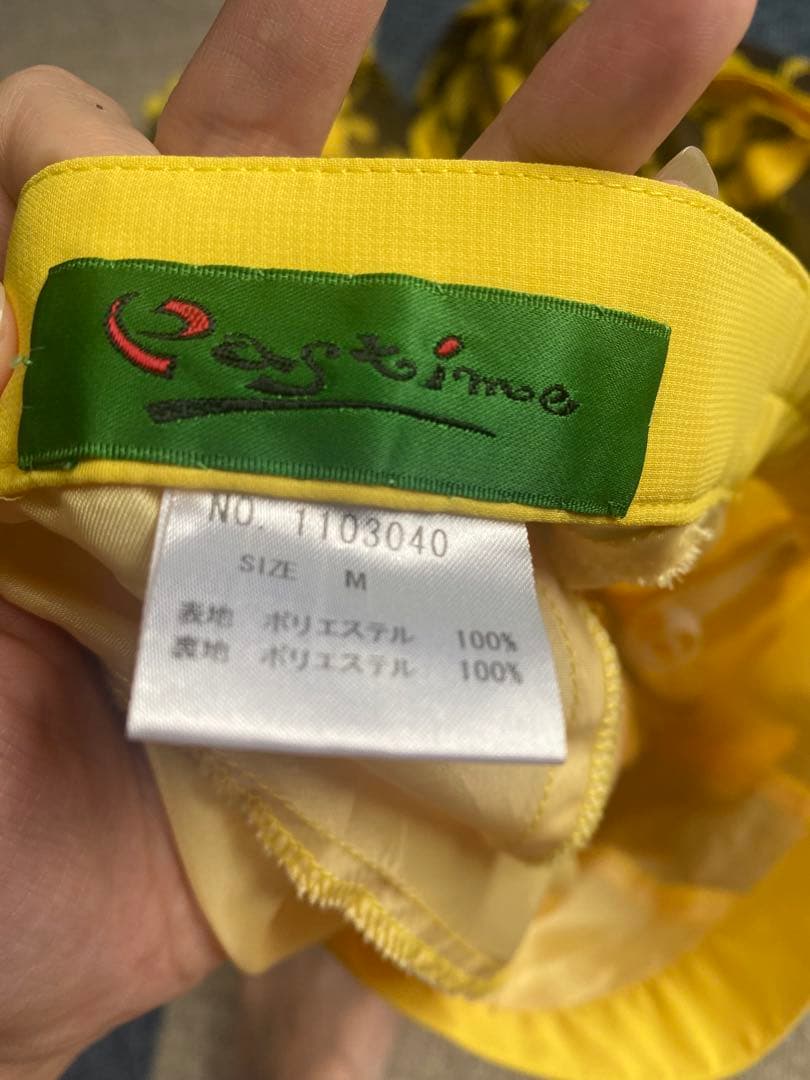 Pastime
NO. 1103040
SIZE M
表地 ポリエステル 100%
裏地 ポリエステル 100%